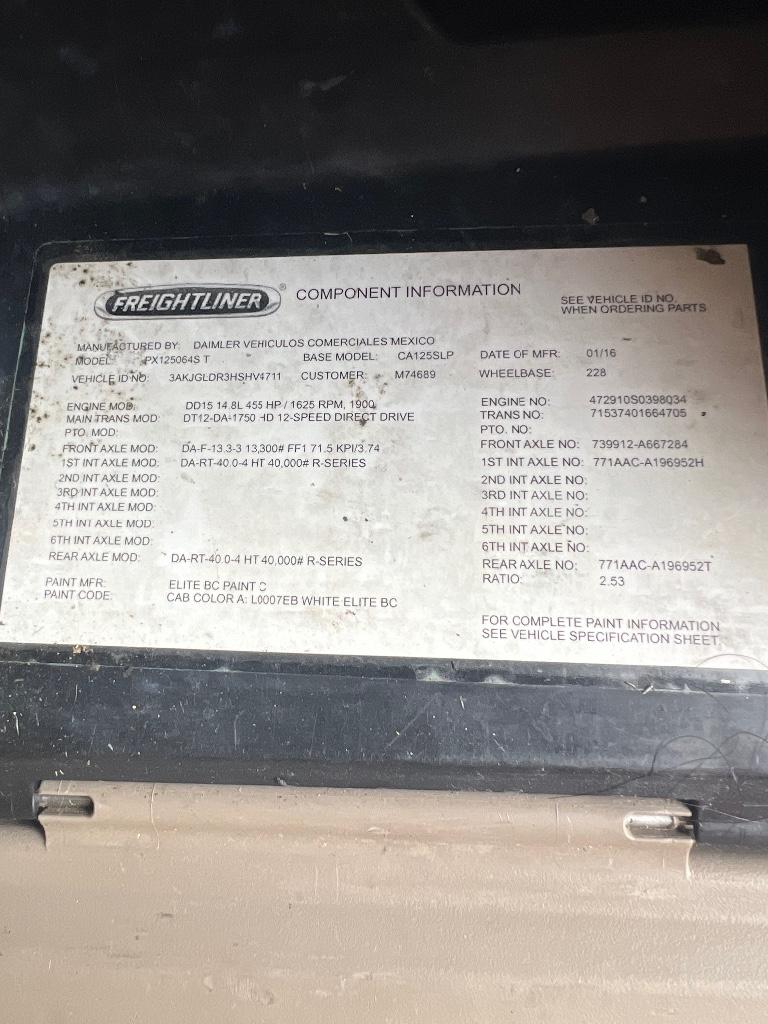 FREIGHTLINER ® COMPONENT INFORMATION
SEE VEHICLE ID NO.
WHEN ORDERING PARTS
MANUFACTURED BY: DAIMLER VEHICULOS COMERCIALES MEXICO
MODEL: PX125064S T BASE MODEL: CA125SLP DATE OF MFR: 01/16
VEHICLE ID NO: 3AKJGLDR3HSHV4711 CUSTOMER: M74689 WHEELBASE: 228
ENGINE MOD: DD15 14.8L 455 HP / 1625 RPM, 1900 ENGINE NO: 472910S0398034
MAIN TRANS MOD: DT12-DA-1750 HD 12-SPEED DIRECT DRIVE TRANS NO: 71537401664705
PTO. MOD: PTO. NO:
FRONT AXLE MOD: DA-F-13.3-3 13,300# FF1 71.5 KPI/3.74 FRONT AXLE NO: 739912-A667284
1ST INT AXLE MOD: DA-RT-40.0-4 HT 40,000# R-SERIES 1ST INT AXLE NO: 771AAC-A196952H
2ND INT AXLE MOD: 2ND INT AXLE NO:
3RD INT AXLE MOD: 3RD INT AXLE NO:
4TH INT AXLE MOD: 4TH INT AXLE NO:
5TH INT AXLE MOD: 5TH INT AXLE NO:
6TH INT AXLE MOD: 6TH INT AXLE NO:
REAR AXLE MOD: DA-RT-40.0-4 HT 40,000# R-SERIES REAR AXLE NO: 771AAC-A196952T
RATIO: 2.53
PAINT MFR: ELITE BC PAINT
PAINT CODE: CAB COLOR A: L0007EB WHITE ELITE BC
FOR COMPLETE PAINT INFORMATION
SEE VEHICLE SPECIFICATION SHEET.